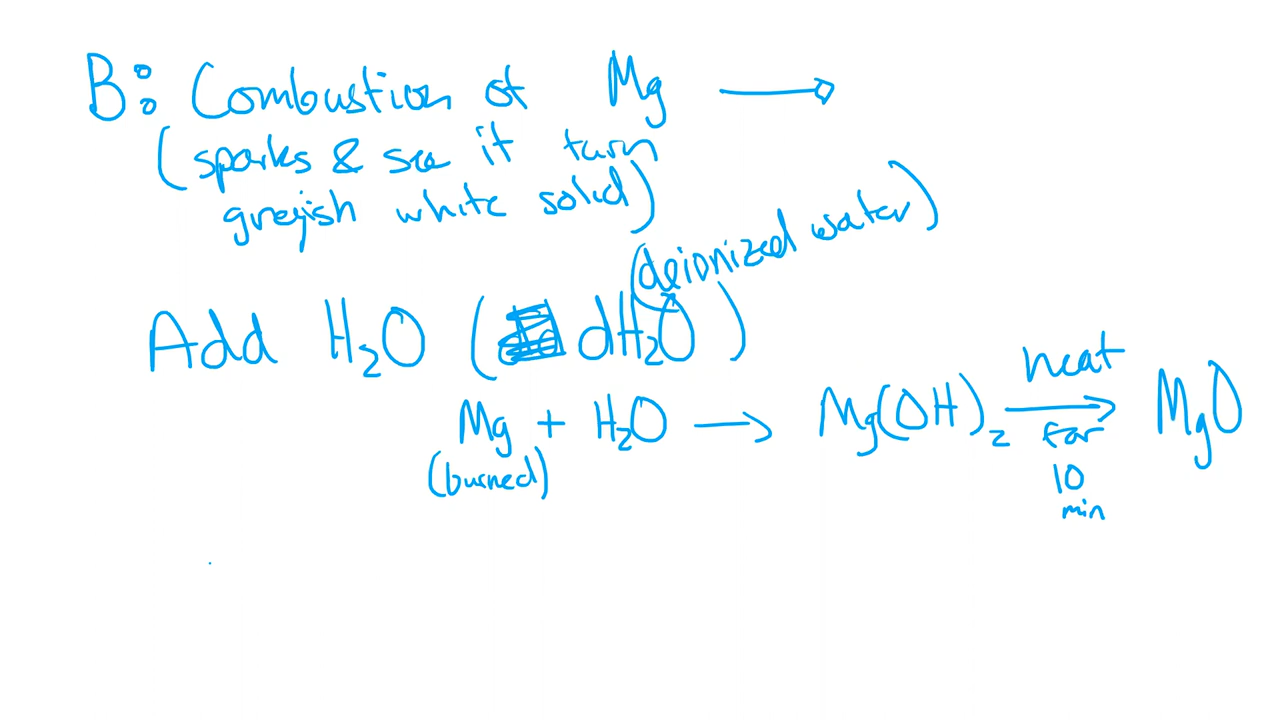 B: Combustion of Mg →
(sparks & see it turn
greyish white solid)
(deionized water)
Add H₂O ( dH₂O )
Mg + H₂O → Mg(OH)₂ → MgO
heat
for
10
min
(burned)